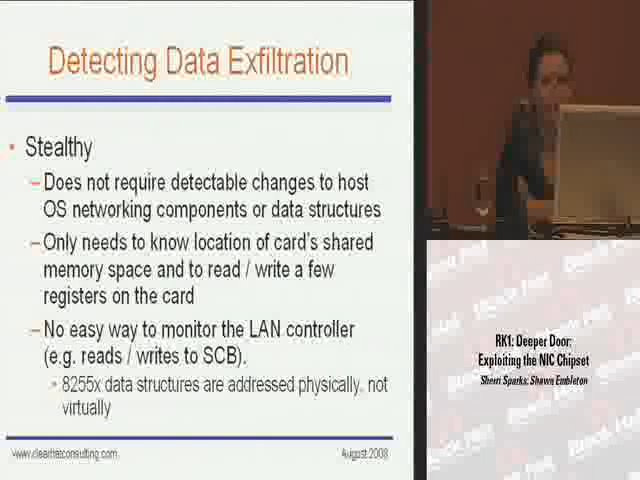 Detecting Data Exfiltration
• Stealthy
– Does not require detectable changes to host
OS networking components or data structures
– Only needs to know location of card's shared
memory space and to read / write a few
registers on the card
– No easy way to monitor the LAN controller
(e.g. reads / writes to SCB).
• 8255x data structures are addressed physically, not
virtually
www.clearhatconsulting.com
August 2008
RK1: Deeper Door:
Exploiting the NIC Chipset
Sherri Sparks; Shawn Embleton